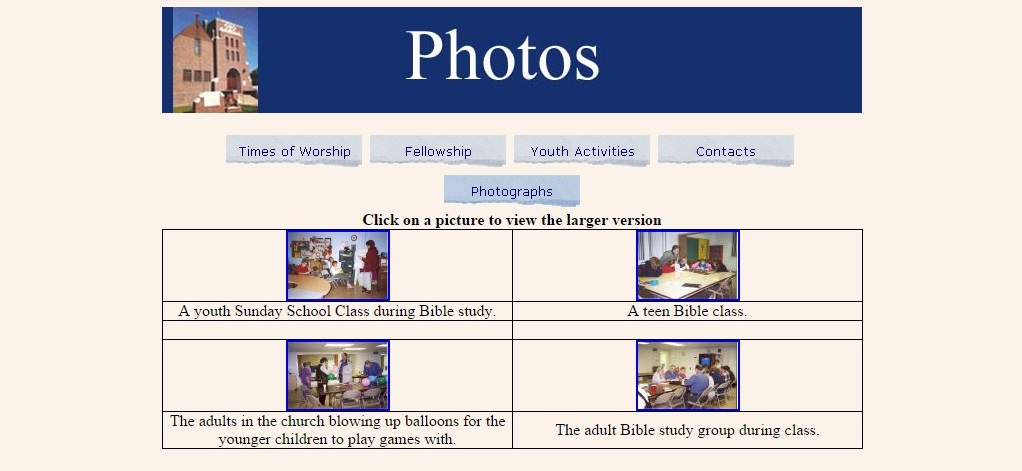 Photos
Times of Worship
Fellowship
Youth Activities
Contacts
Photographs
Click on a picture to view the larger version
A youth Sunday School Class during Bible study.
A teen Bible class.
The adults in the church blowing up balloons for the
younger children to play games with.
The adult Bible study group during class.